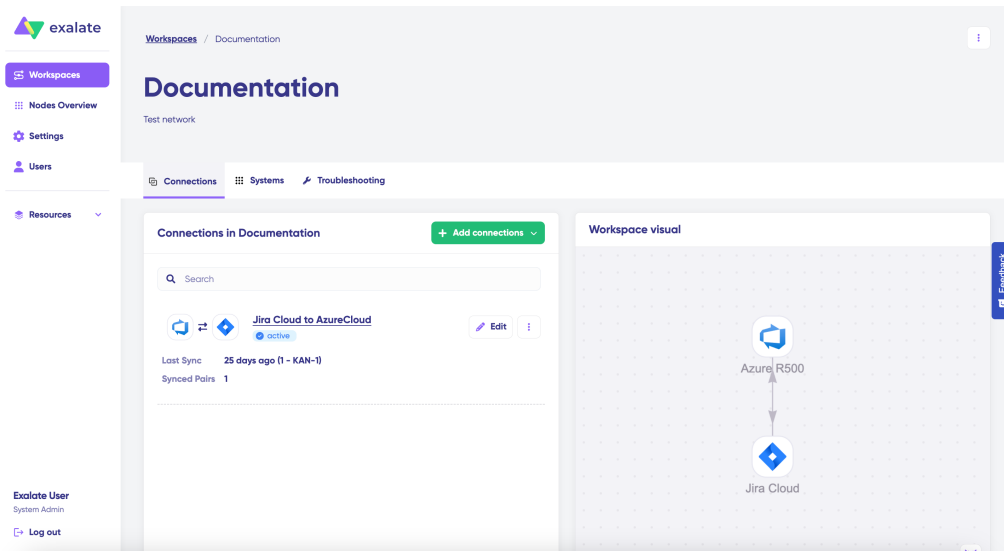 exalate
Workspaces
Nodes Overview
Settings
Users
Resources
Exalate User
System Admin
Log out
Workspaces / Documentation
Documentation
Test network
Connections
Systems
Troubleshooting
Connections in Documentation
+ Add connections
Search
Jira Cloud to AzureCloud
active
Edit
Last Sync 25 days ago (1 - KAN-1)
Synced Pairs 1
Workspace visual
Azure R500
Jira Cloud
Feedback